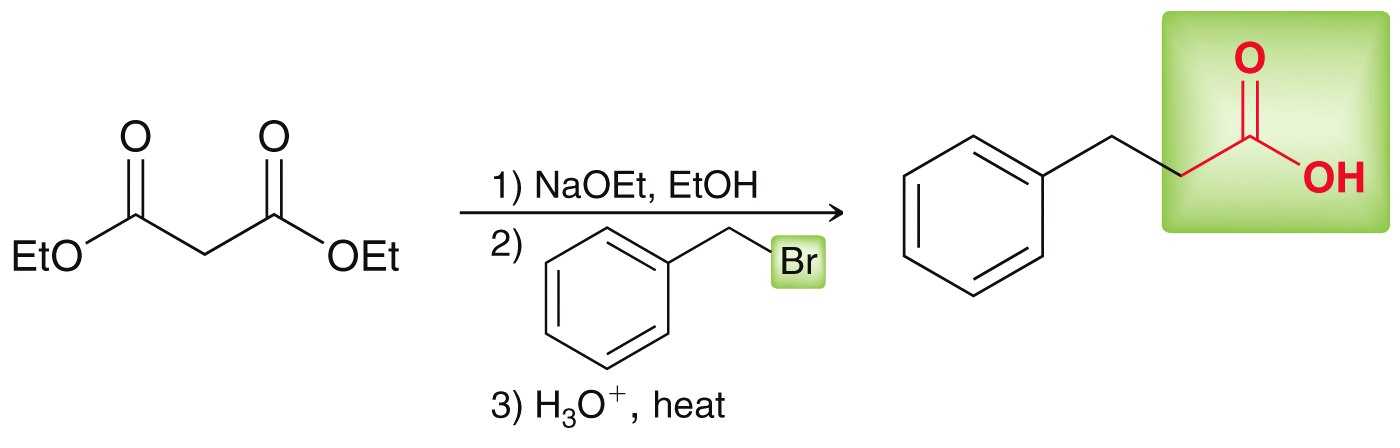 O
O
EtO
OEt
1) NaOEt, EtOH
2)
Br
3) H₃O⁺, heat
O
OH